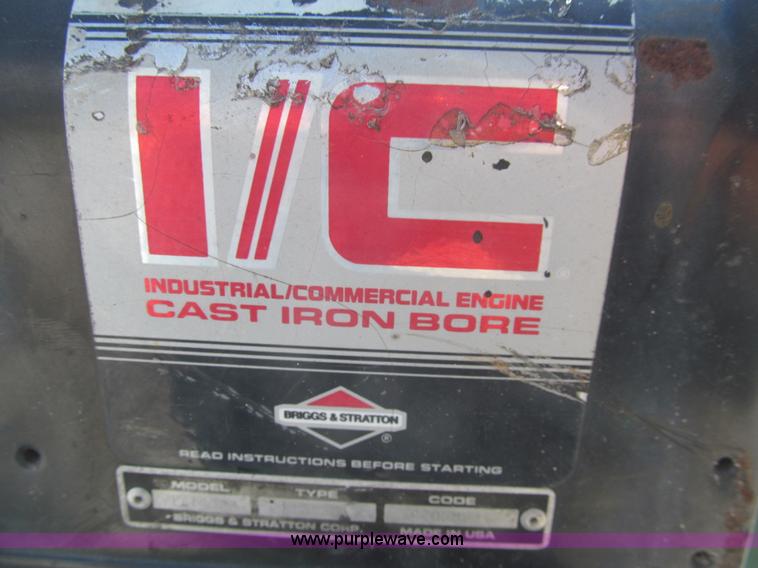 I/C
INDUSTRIAL/COMMERCIAL ENGINE
CAST IRON BORE
BRIGGS & STRATTON
®
READ INSTRUCTIONS BEFORE STARTING
MODEL TYPE CODE
BRIGGS & STRATTON CORP. MADE IN USA
www.purplewave.com